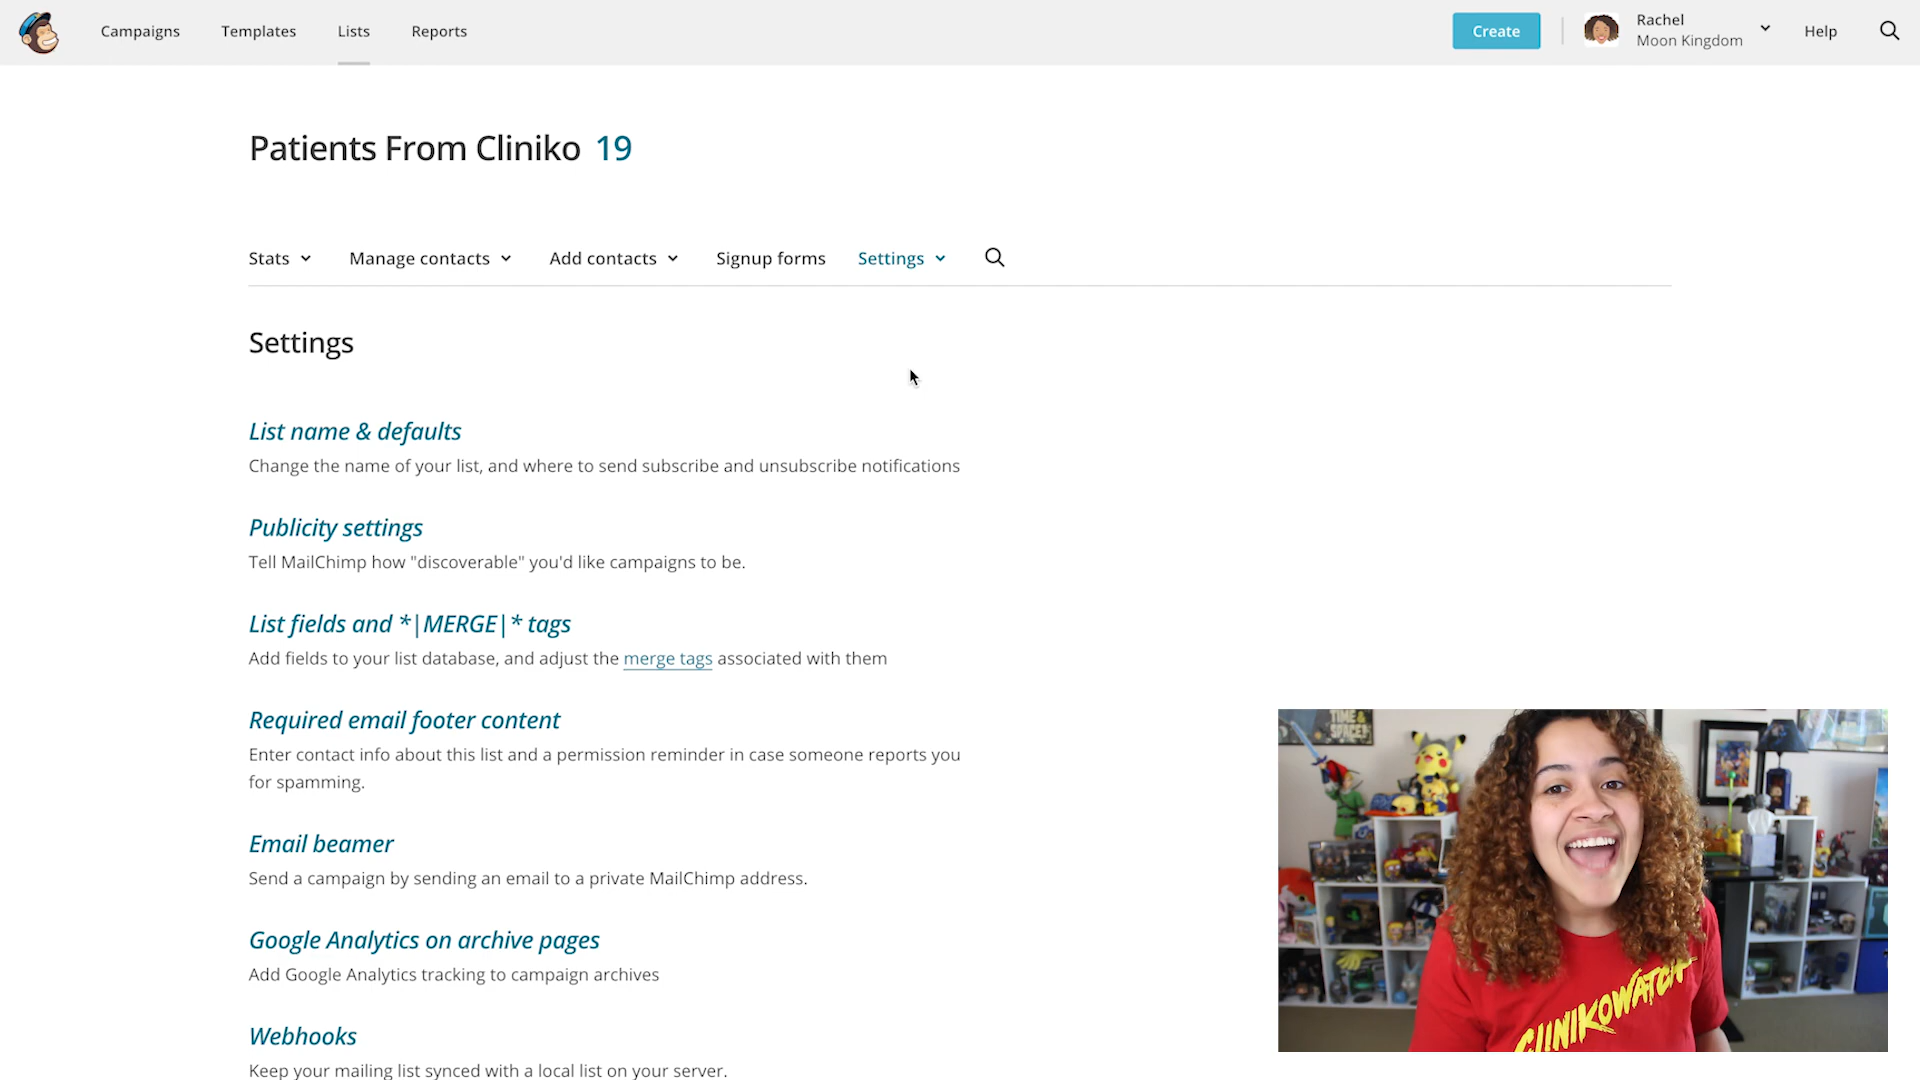 Campaigns Templates Lists Reports Create Rachel Help
Moon Kingdom
Patients From Cliniko 19
Stats Manage contacts Add contacts Signup forms Settings
Settings
List name & defaults
Change the name of your list, and where to send subscribe and unsubscribe notifications
Publicity settings
Tell MailChimp how "discoverable" you'd like campaigns to be.
List fields and *|MERGE|* tags
Add fields to your list database, and adjust the merge tags associated with them
Required email footer content
Enter contact info about this list and a permission reminder in case someone reports you
for spamming.
Email beamer
Send a campaign by sending an email to a private MailChimp address.
Google Analytics on archive pages
Add Google Analytics tracking to campaign archives
Webhooks
Keep your mailing list synced with a local list on your server.
TIME &
SPACE!
CLINIKOWATCH